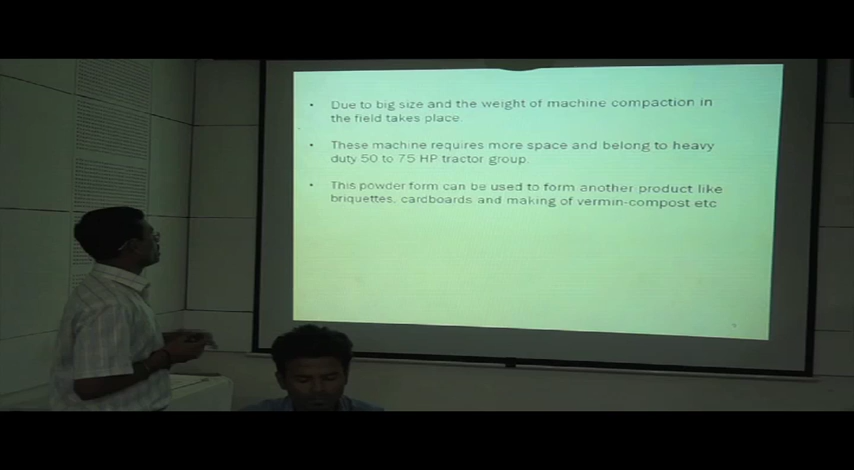 • Due to big size and the weight of machine compaction in
the field takes place.
• These machine requires more space and belong to heavy
duty 50 to 75 HP tractor group.
• This powder form can be used to form another product like
briquettes, cardboards and making of vermin-compost etc